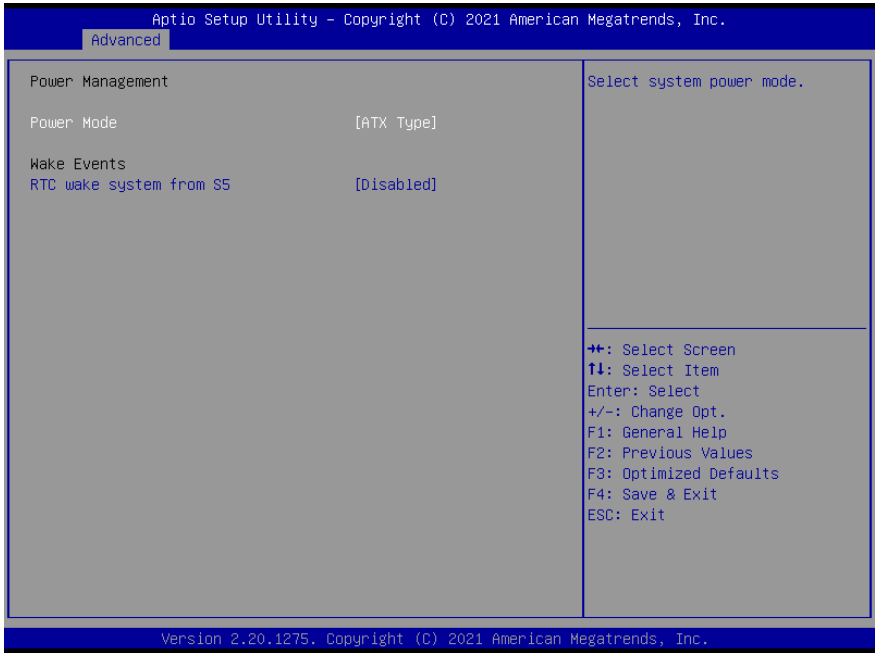 Aptio Setup Utility – Copyright (C) 2021 American Megatrends, Inc.
Advanced
Power Management
Power Mode [ATX Type]
Wake Events
RTC wake system from S5 [Disabled]
Select system power mode.
→←: Select Screen
↑↓: Select Item
Enter: Select
+/-: Change Opt.
F1: General Help
F2: Previous Values
F3: Optimized Defaults
F4: Save & Exit
ESC: Exit
Version 2.20.1275. Copyright (C) 2021 American Megatrends, Inc.